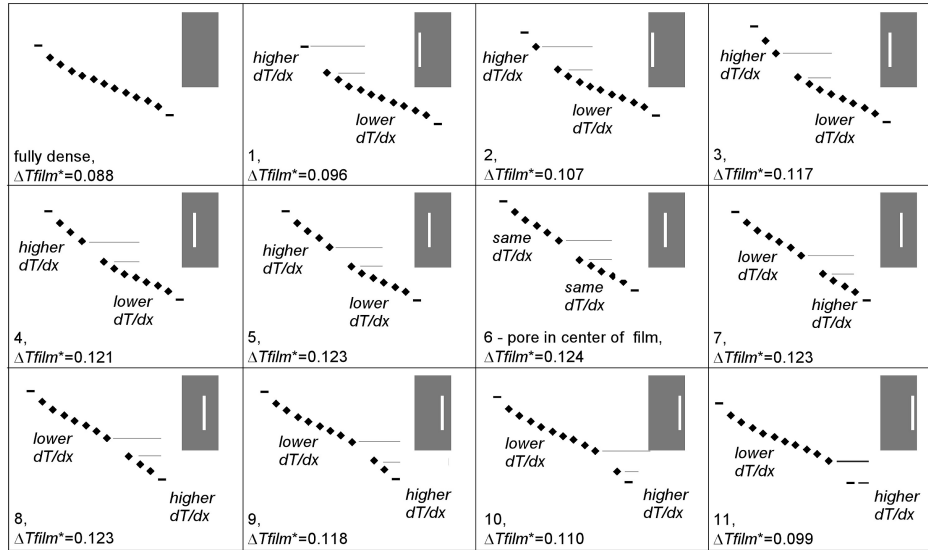 fully dense,
ΔTfilm*=0.088
higher
dT/dx
lower
dT/dx
1,
ΔTfilm*=0.096
higher
dT/dx
lower
dT/dx
2,
ΔTfilm*=0.107
higher
dT/dx
lower
dT/dx
3,
ΔTfilm*=0.117
higher
dT/dx
lower
dT/dx
4,
ΔTfilm*=0.121
higher
dT/dx
lower
dT/dx
5,
ΔTfilm*=0.123
same
dT/dx
same
dT/dx
6 - pore in center of film,
ΔTfilm*=0.124
lower
dT/dx
higher
dT/dx
7,
ΔTfilm*=0.123
lower
dT/dx
higher
dT/dx
8,
ΔTfilm*=0.123
lower
dT/dx
higher
dT/dx
9,
ΔTfilm*=0.118
lower
dT/dx
higher
dT/dx
10,
ΔTfilm*=0.110
lower
dT/dx
higher
dT/dx
11,
ΔTfilm*=0.099